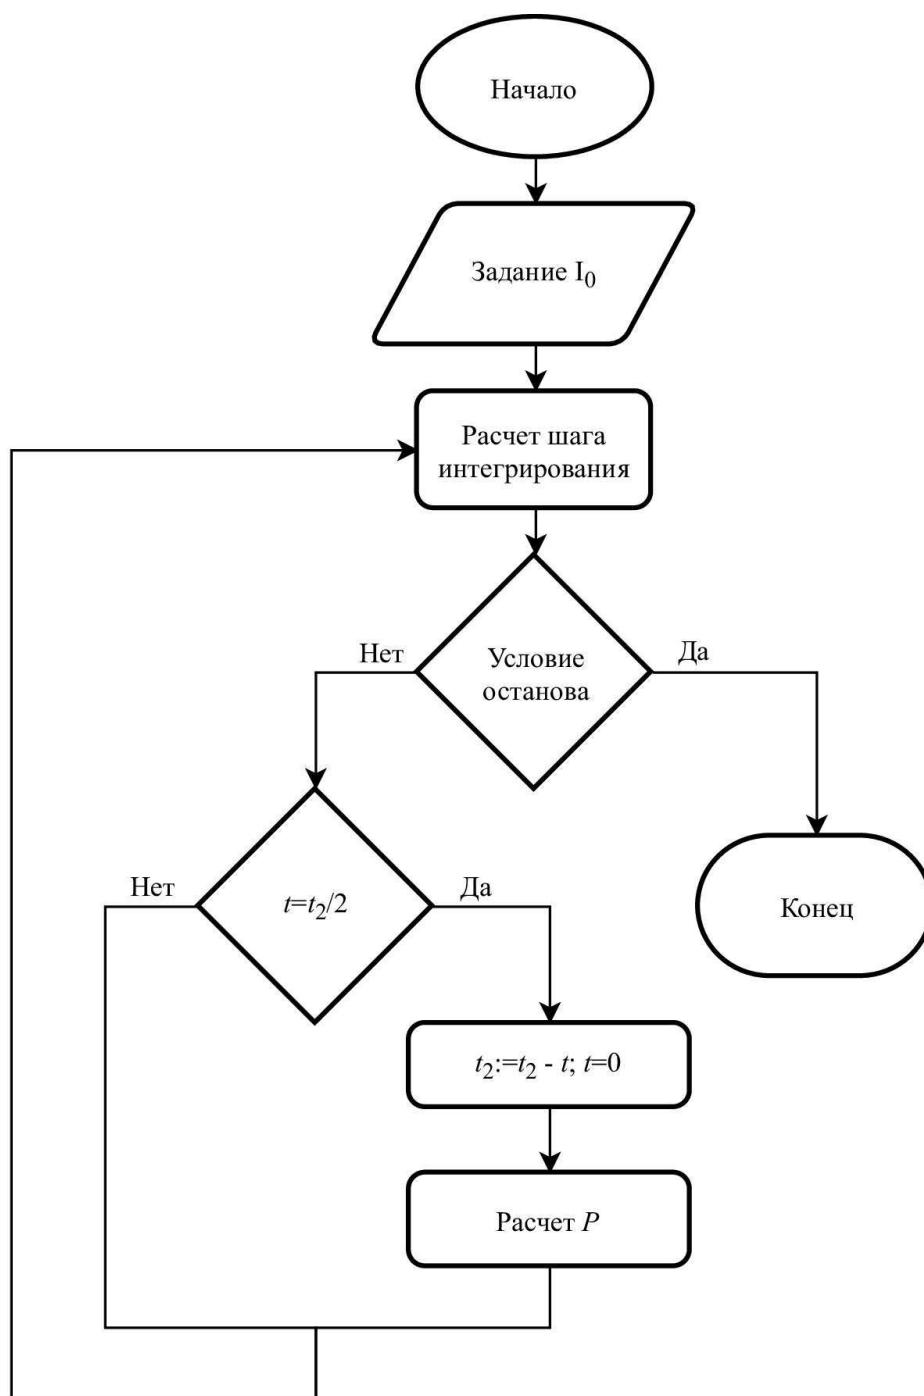 Начало
Задание I₀
Расчет шага
интегрирования
Нет
Условие
останова
Да
Нет
t=t₂/2
Да
Конец
t₂:=t₂ - t; t=0
Расчет P